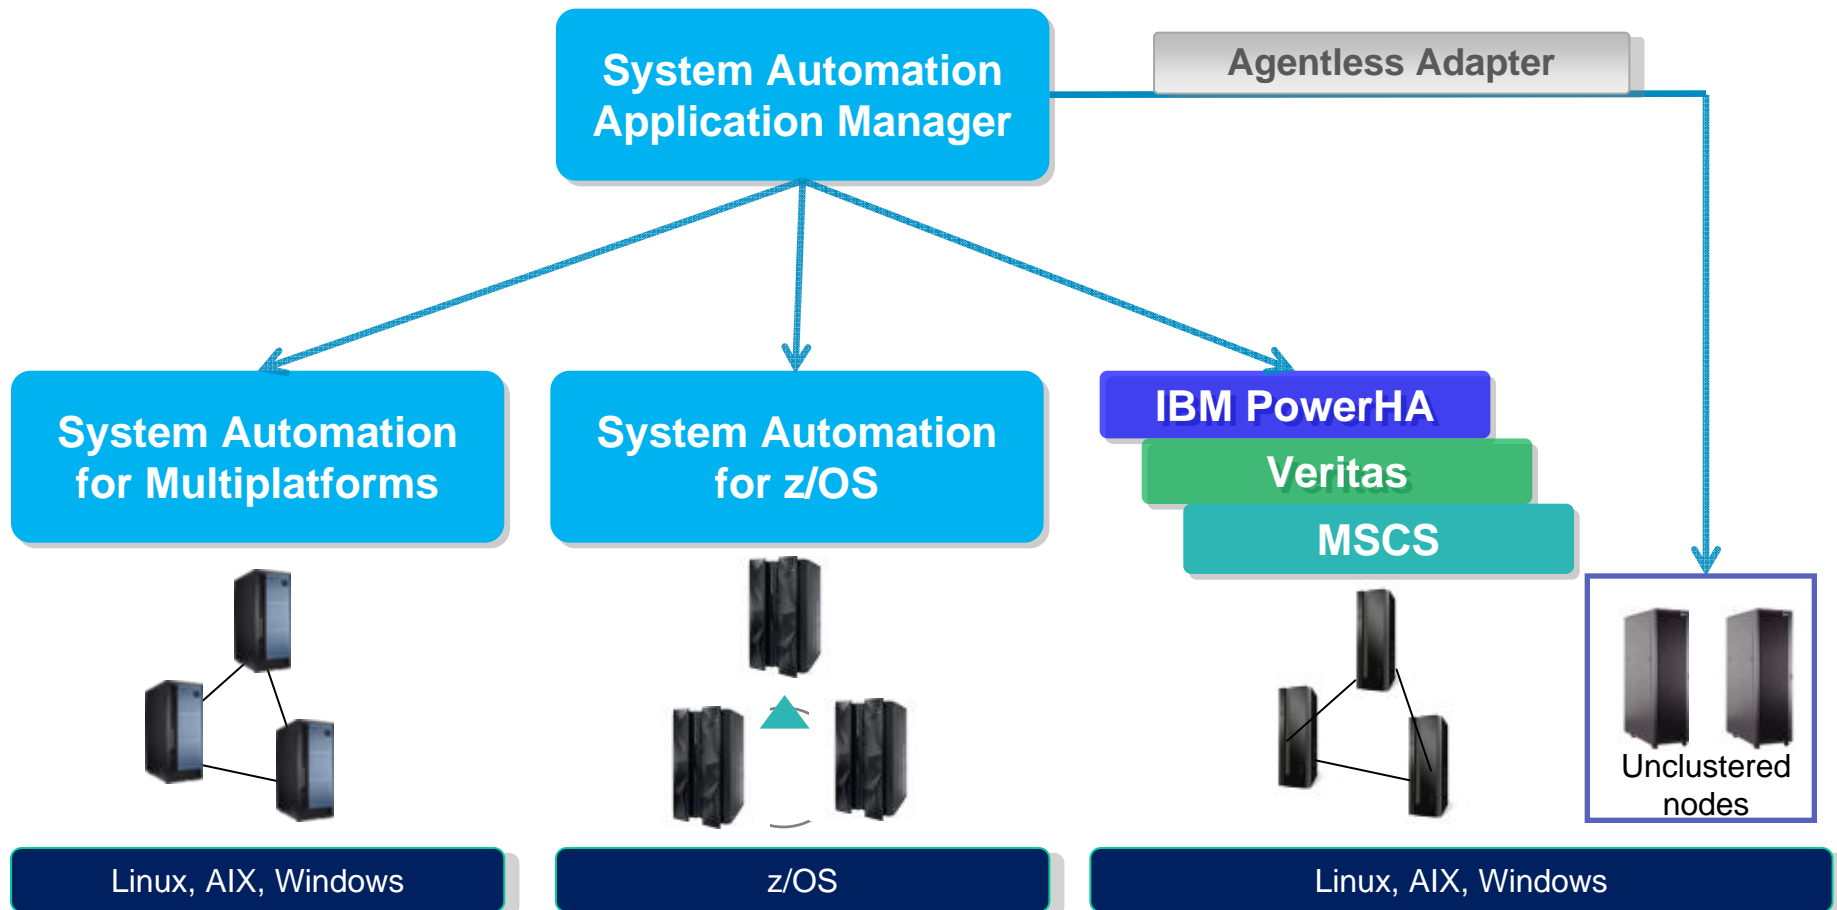 System Automation
Application Manager
Agentless Adapter
System Automation
for Multiplatforms
System Automation
for z/OS
IBM PowerHA
Veritas
MSCS
Unclustered
nodes
Linux, AIX, Windows
z/OS
Linux, AIX, Windows